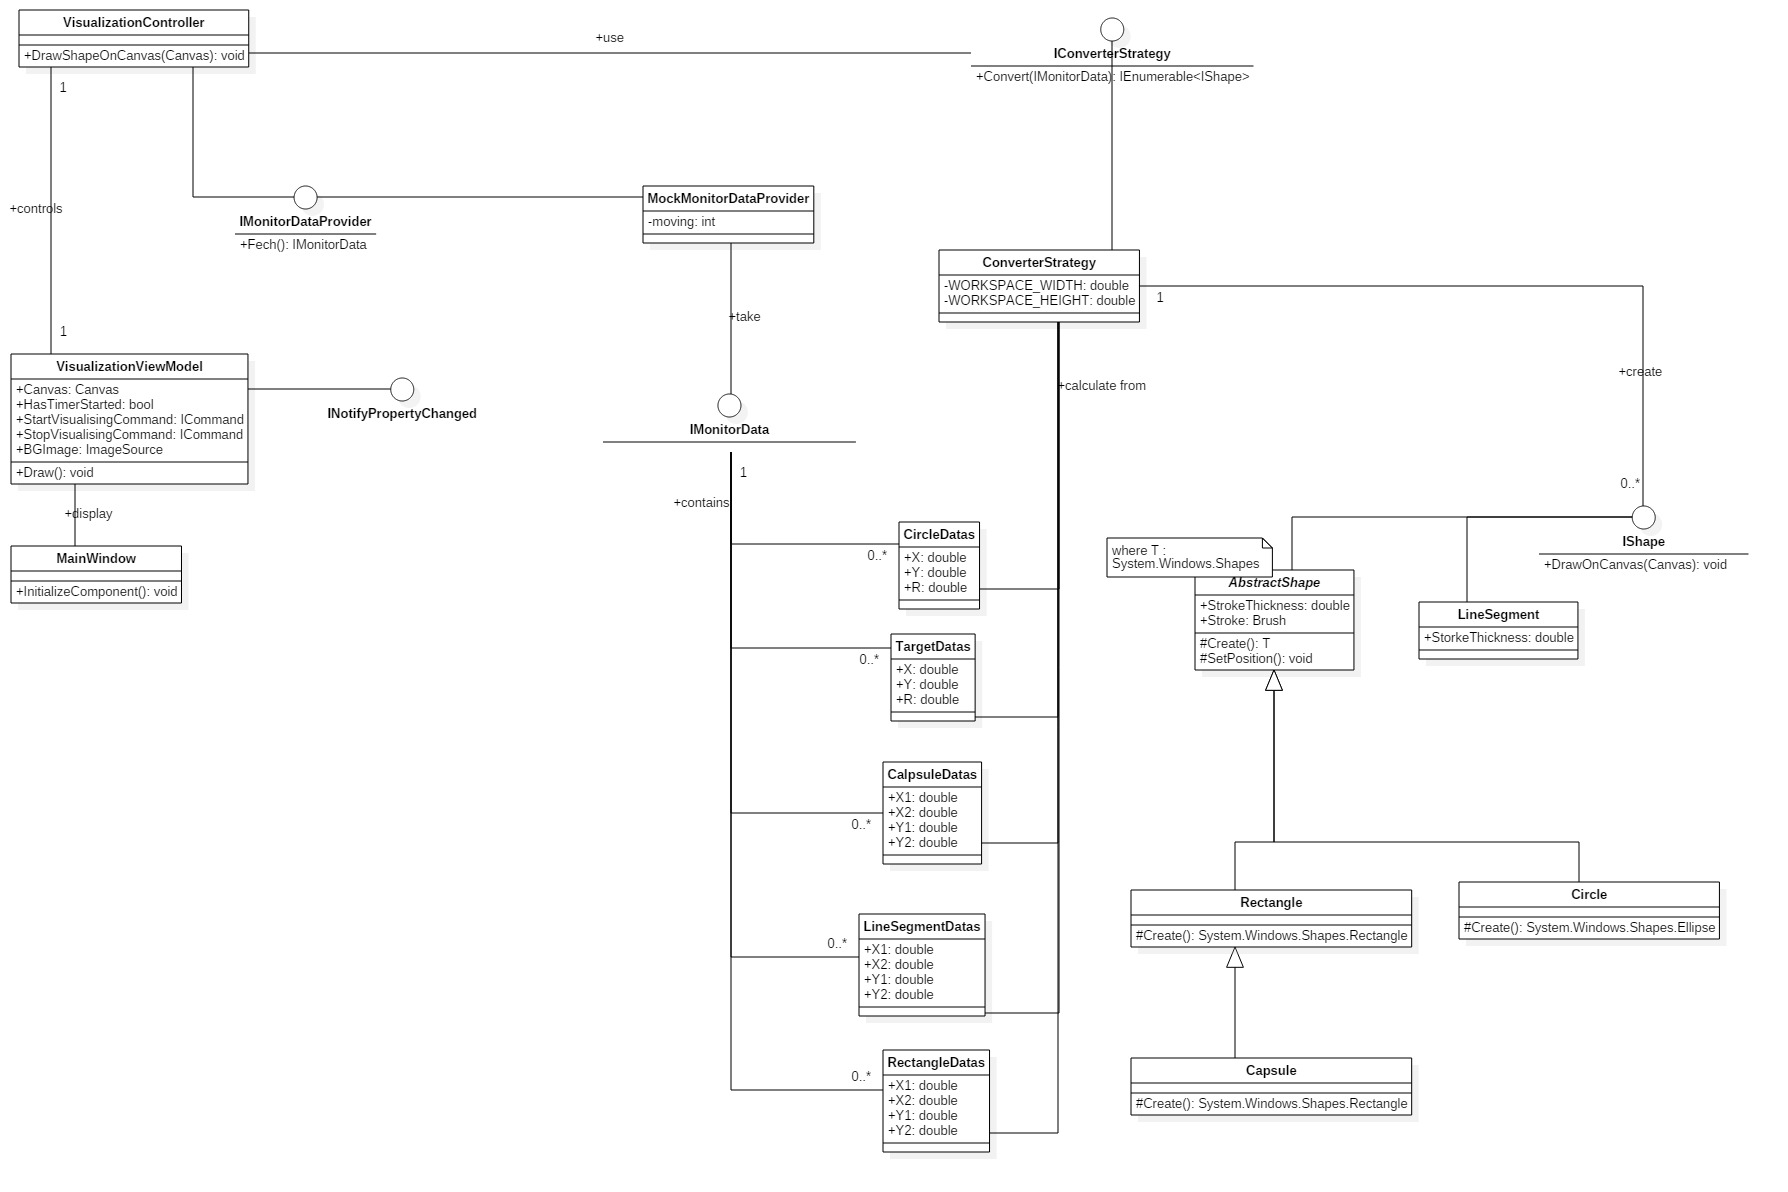 VisualizationController
+DrawShapeOnCanvas(Canvas): void
+use
IConverterStrategy
+Convert(IMonitorData): IEnumerable<IShape>
1
+controls
1
IMonitorDataProvider
+Fech(): IMonitorData
MockMonitorDataProvider
-moving: int
+take
ConverterStrategy
-WORKSPACE_WIDTH: double
-WORKSPACE_HEIGHT: double
1
+calculate from
+create
0..*
VisualizationViewModel
+Canvas: Canvas
+HasTimerStarted: bool
+StartVisualisingCommand: ICommand
+StopVisualisingCommand: ICommand
+BGImage: ImageSource
+Draw(): void
INotifyPropertyChanged
+display
MainWindow
+InitializeComponent(): void
IMonitorData
1
+contains
CircleDatas
+X: double
+Y: double
+R: double
0..*
TargetDatas
+X: double
+Y: double
+R: double
0..*
CalpsuleDatas
+X1: double
+X2: double
+Y1: double
+Y2: double
0..*
LineSegmentDatas
+X1: double
+X2: double
+Y1: double
+Y2: double
0..*
RectangleDatas
+X1: double
+X2: double
+Y1: double
+Y2: double
0..*
IShape
+DrawOnCanvas(Canvas): void
where T :
System.Windows.Shapes
AbstractShape
+StrokeThickness: double
+Stroke: Brush
#Create(): T
#SetPosition(): void
LineSegment
+StorkeThickness: double
Rectangle
#Create(): System.Windows.Shapes.Rectangle
Circle
#Create(): System.Windows.Shapes.Ellipse
Capsule
#Create(): System.Windows.Shapes.Rectangle